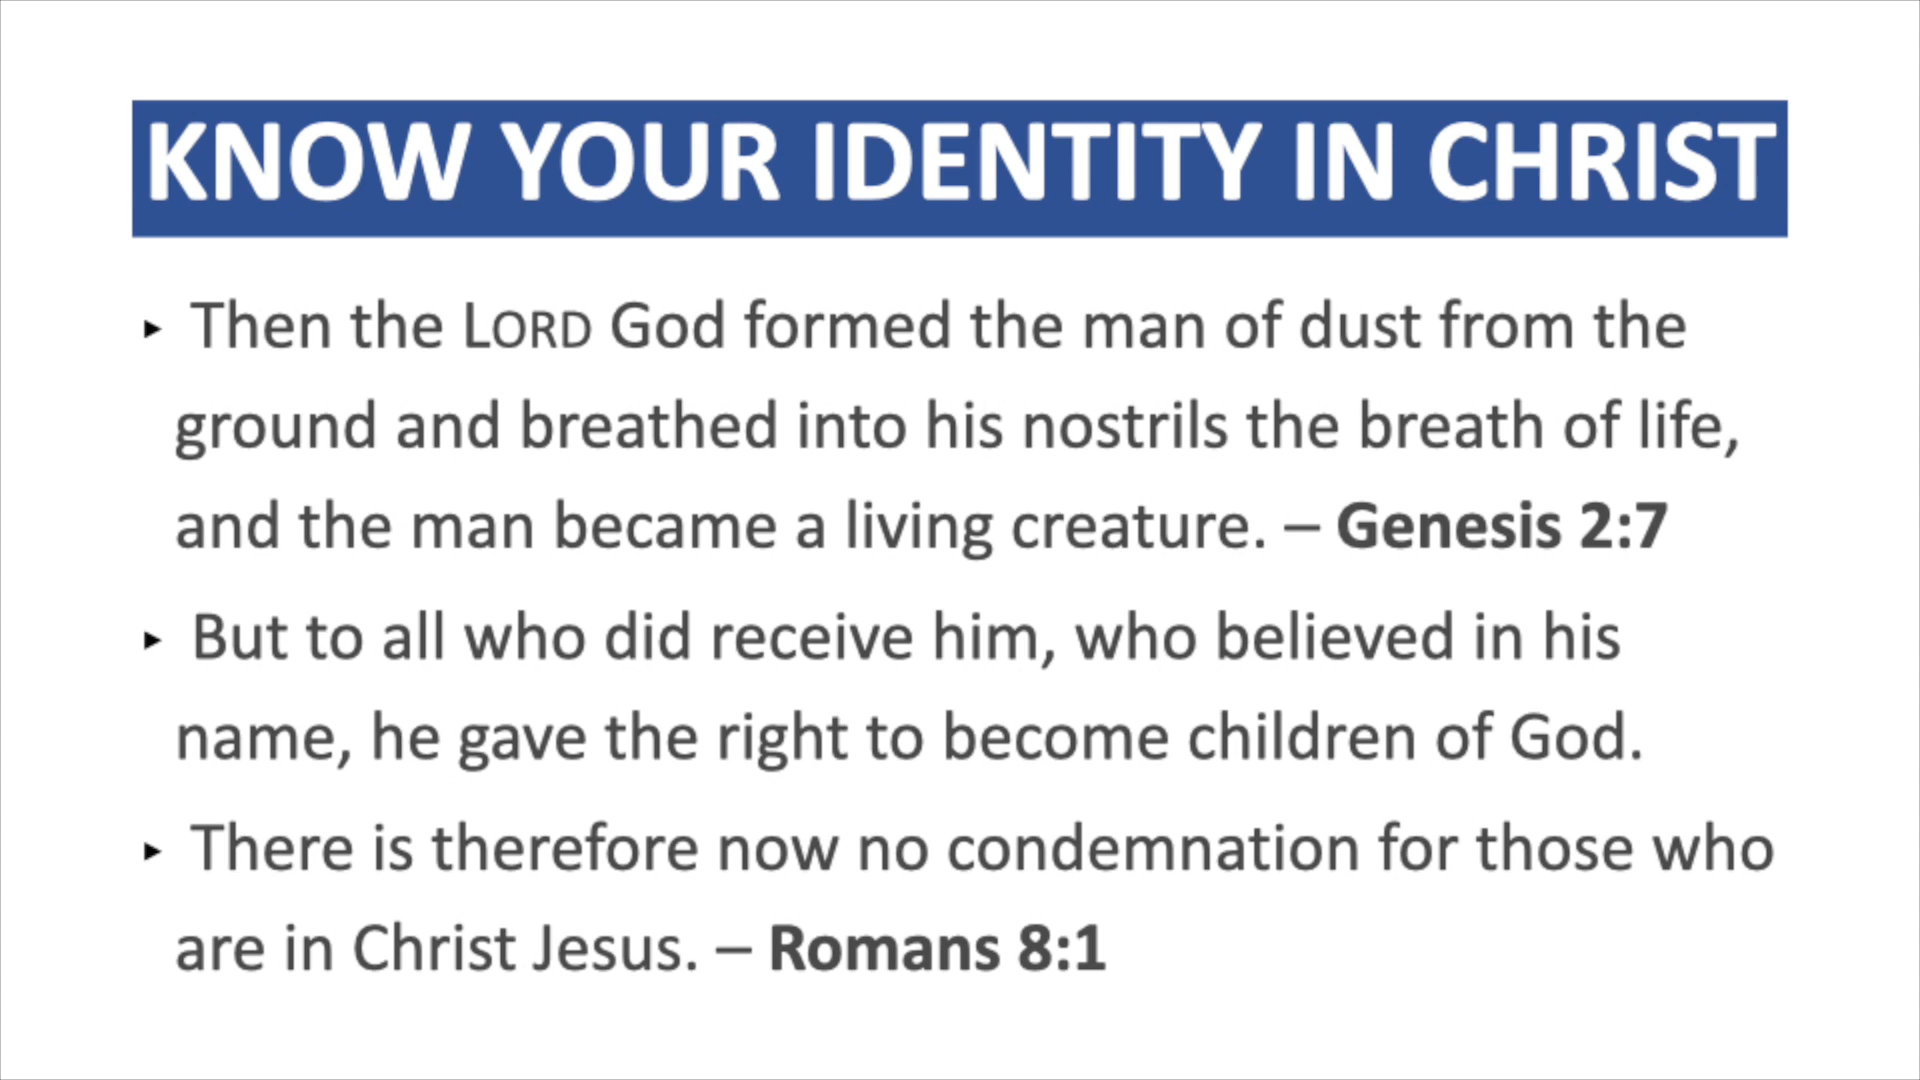 KNOW YOUR IDENTITY IN CHRIST
‣ Then the LORD God formed the man of dust from the
ground and breathed into his nostrils the breath of life,
and the man became a living creature. – Genesis 2:7
‣ But to all who did receive him, who believed in his
name, he gave the right to become children of God.
‣ There is therefore now no condemnation for those who
are in Christ Jesus. – Romans 8:1